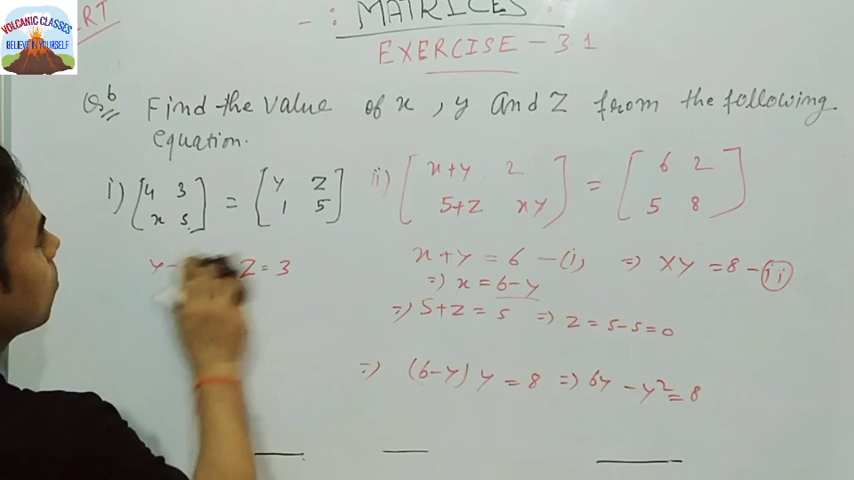 VOLCANIC CLASSES
BELIEVE IN YOURSELF
RT
- : MATRICES :
EXERCISE - 3.1
Qs 6 Find the value of x, y and Z from the following
equation.
i) [4 3 / x 5] = [y Z / 1 5]
ii) [x+y 2 / 5+Z xy] = [6 2 / 5 8]
y- Z = 3
x+y = 6 -(i) => xy = 8 -(ii)
=> x = 6-y
=> 5+Z = 5 => Z = 5-5=0
=> (6-y) y = 8 => 6y - y² = 8